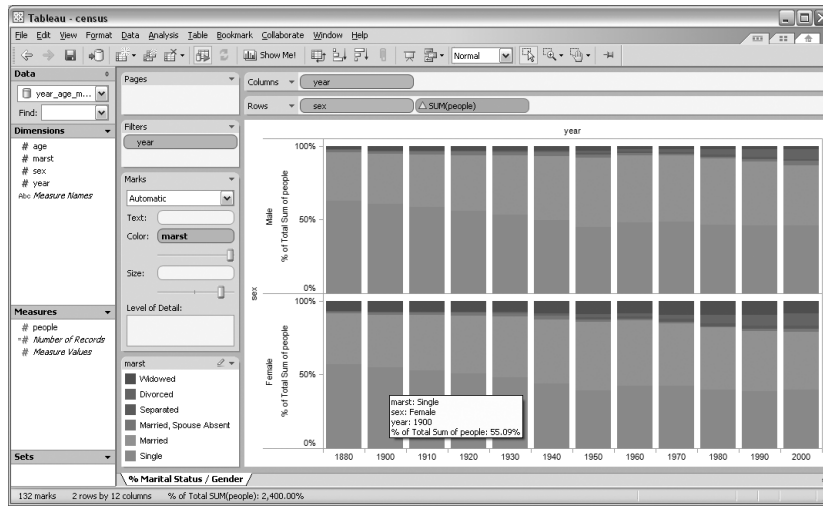 Tableau - census
File Edit View Format Data Analysis Table Bookmark Collaborate Window Help
Show Me! Normal
Data
year_age_m...
Find:
Dimensions
# age
# marst
# sex
# year
Abc Measure Names
Measures
# people
=# Number of Records
# Measure Values
Sets
Pages
Filters
year
Marks
Automatic
Text:
Color: marst
Size:
Level of Detail:
marst
Widowed
Divorced
Separated
Married, Spouse Absent
Married
Single
Columns year
Rows sex SUM(people)
year
sex
Male
% of Total Sum of people
100%
50%
0%
Female
% of Total Sum of people
100%
50%
0%
marst: Single
sex: Female
year: 1900
% of Total Sum of people: 55.09%
1880 1900 1910 1920 1930 1940 1950 1960 1970 1980 1990 2000
% Marital Status / Gender
132 marks 2 rows by 12 columns % of Total SUM(people): 2,400.00%